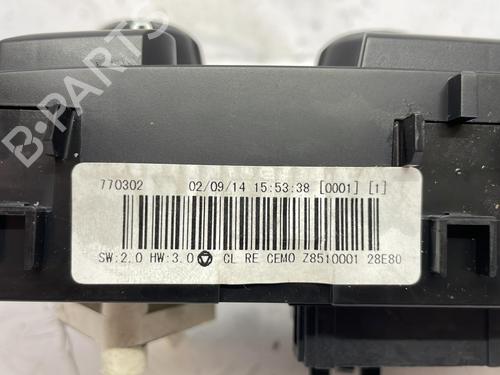 B-PARTS
770302 02/09/14 15:53:38 [0001] [1]
SW:2.0 HW:3.0 CL RE CEMO Z8510001 28E80